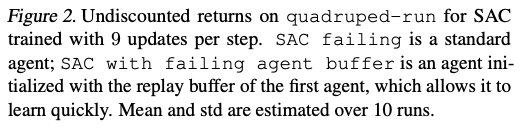 Figure 2. Undiscounted returns on quadruped-run for SAC
trained with 9 updates per step. SAC failing is a standard
agent; SAC with failing agent buffer is an agent ini-
tialized with the replay buffer of the first agent, which allows it to
learn quickly. Mean and std are estimated over 10 runs.